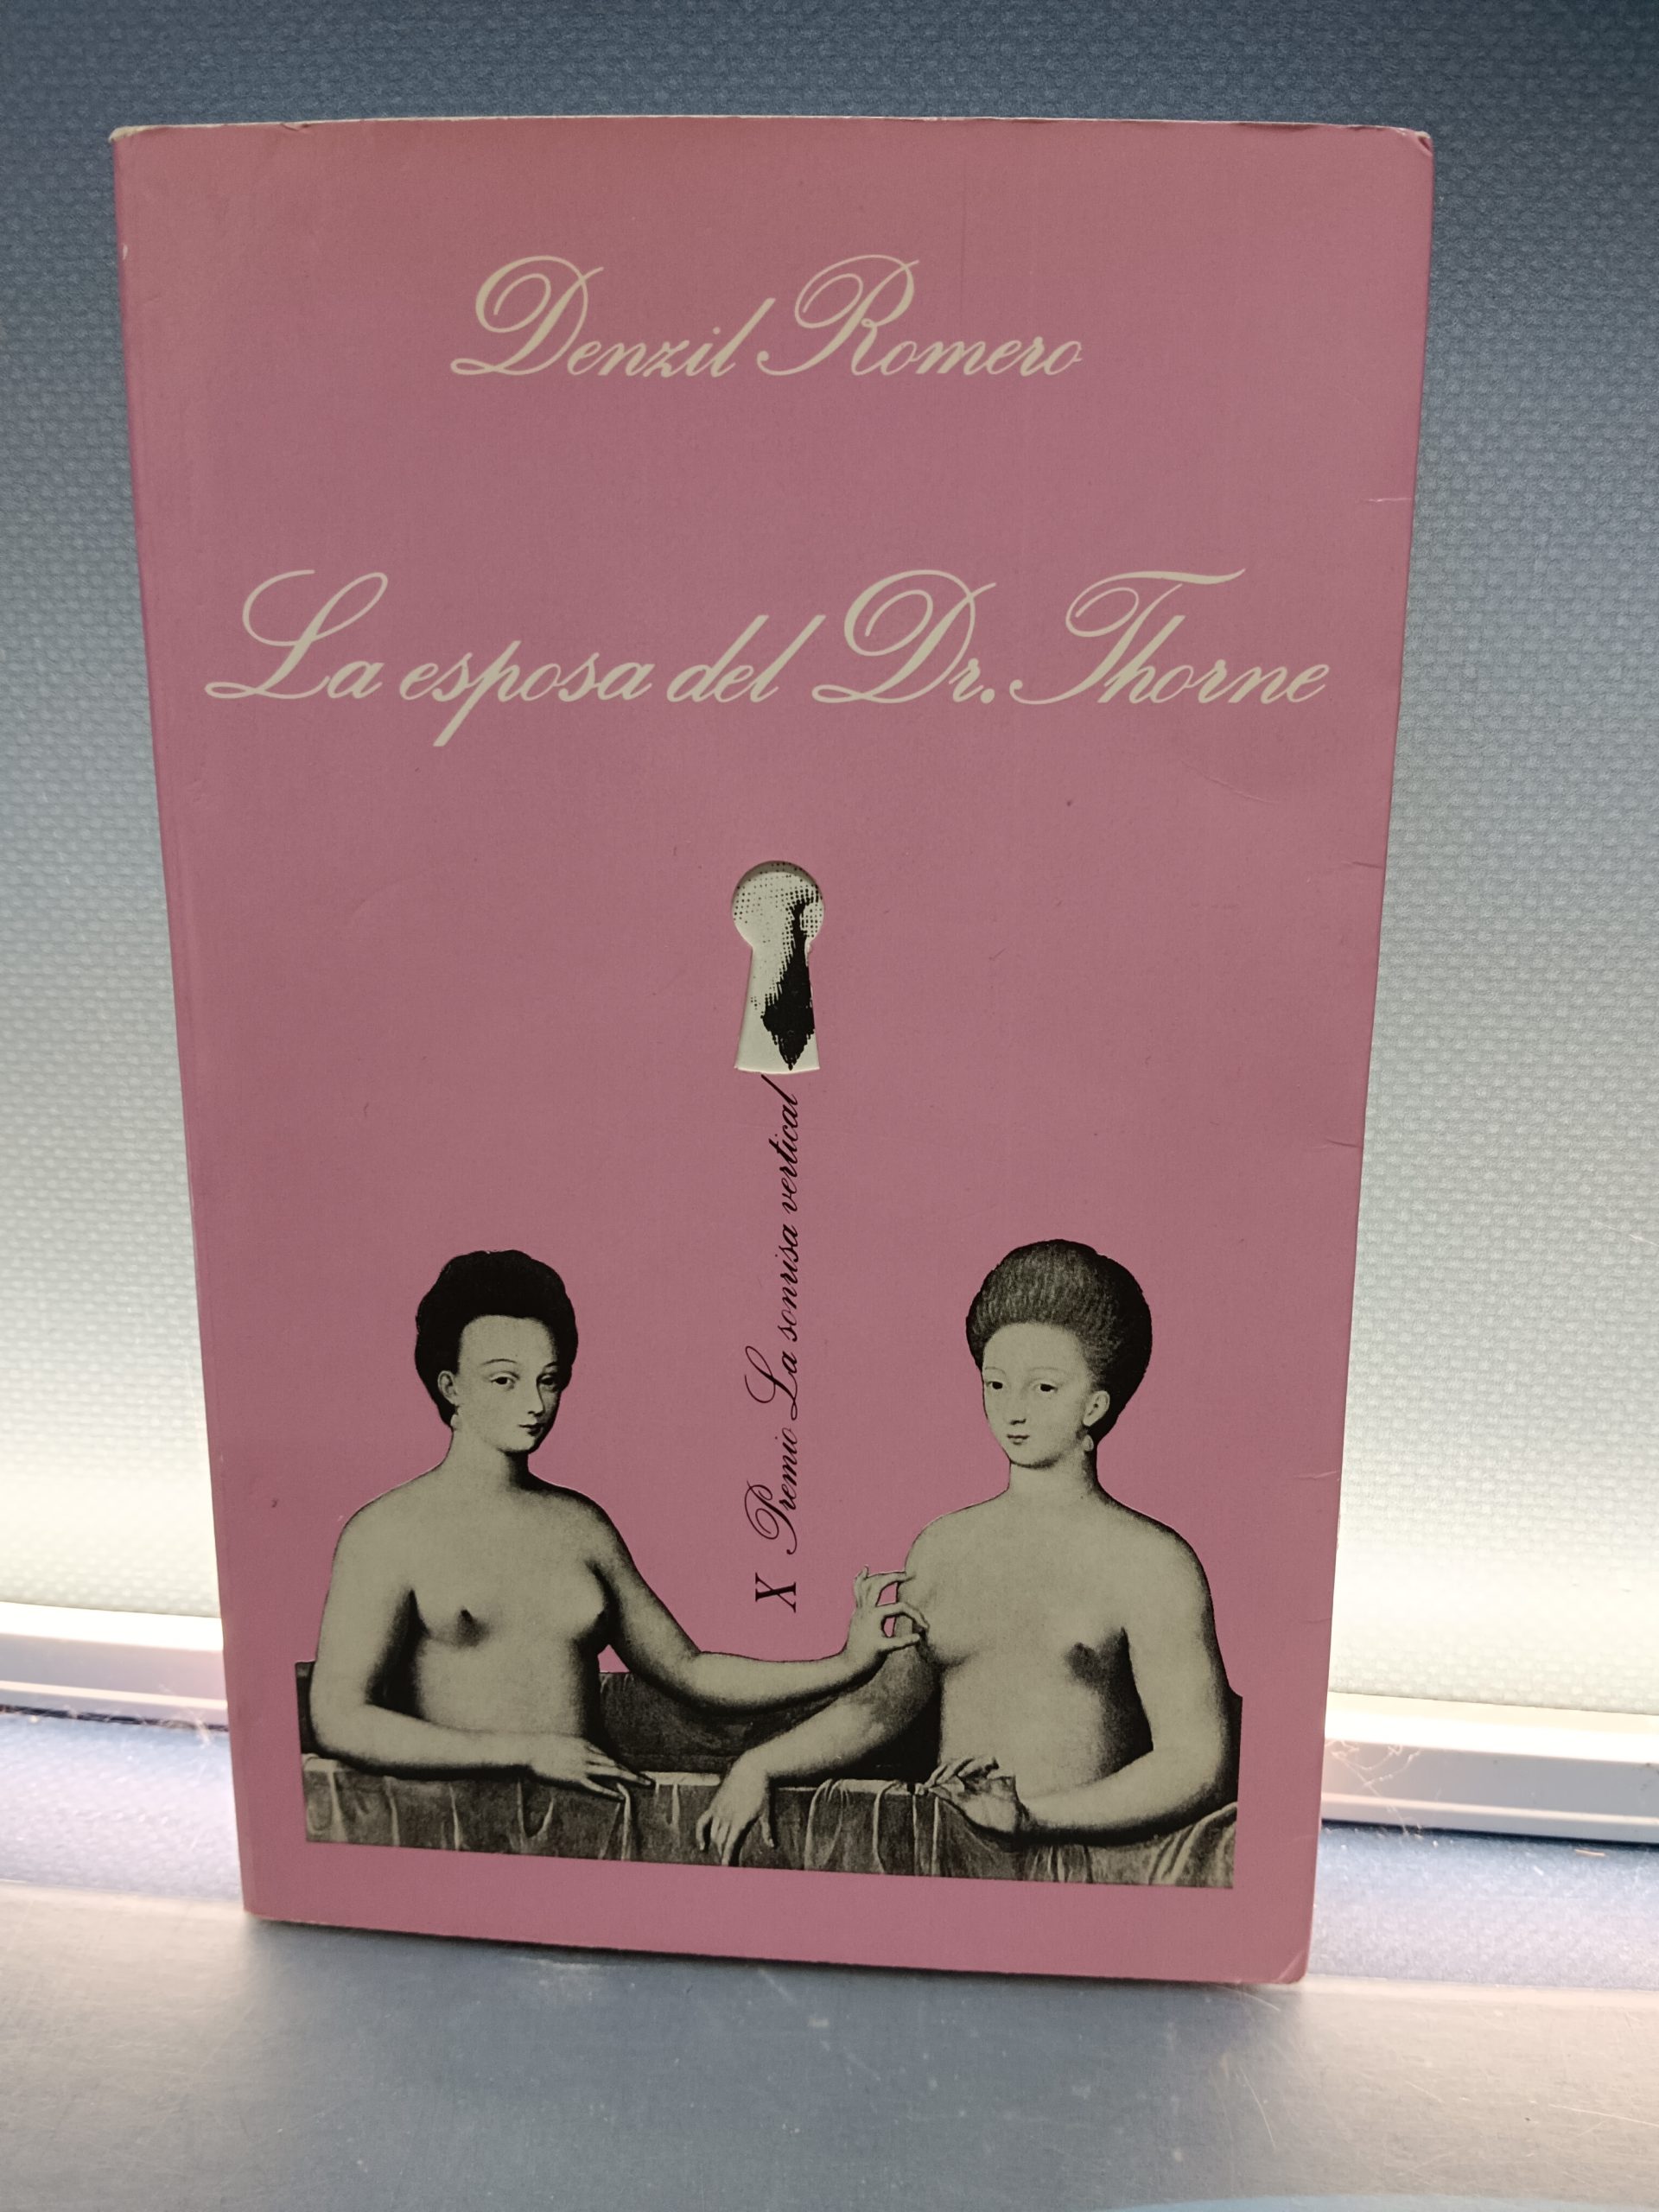 Denzil Romero
La esposa del Dr. Thorne
X Premio La sonrisa vertical